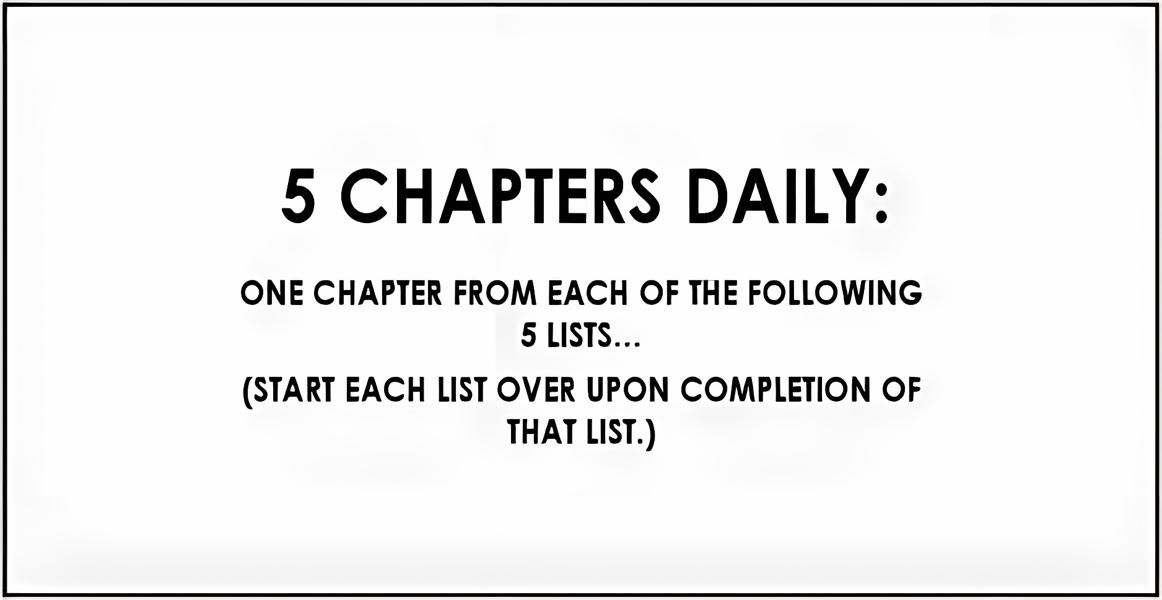 5 CHAPTERS DAILY:
ONE CHAPTER FROM EACH OF THE FOLLOWING
5 LISTS...
(START EACH LIST OVER UPON COMPLETION OF
THAT LIST.)